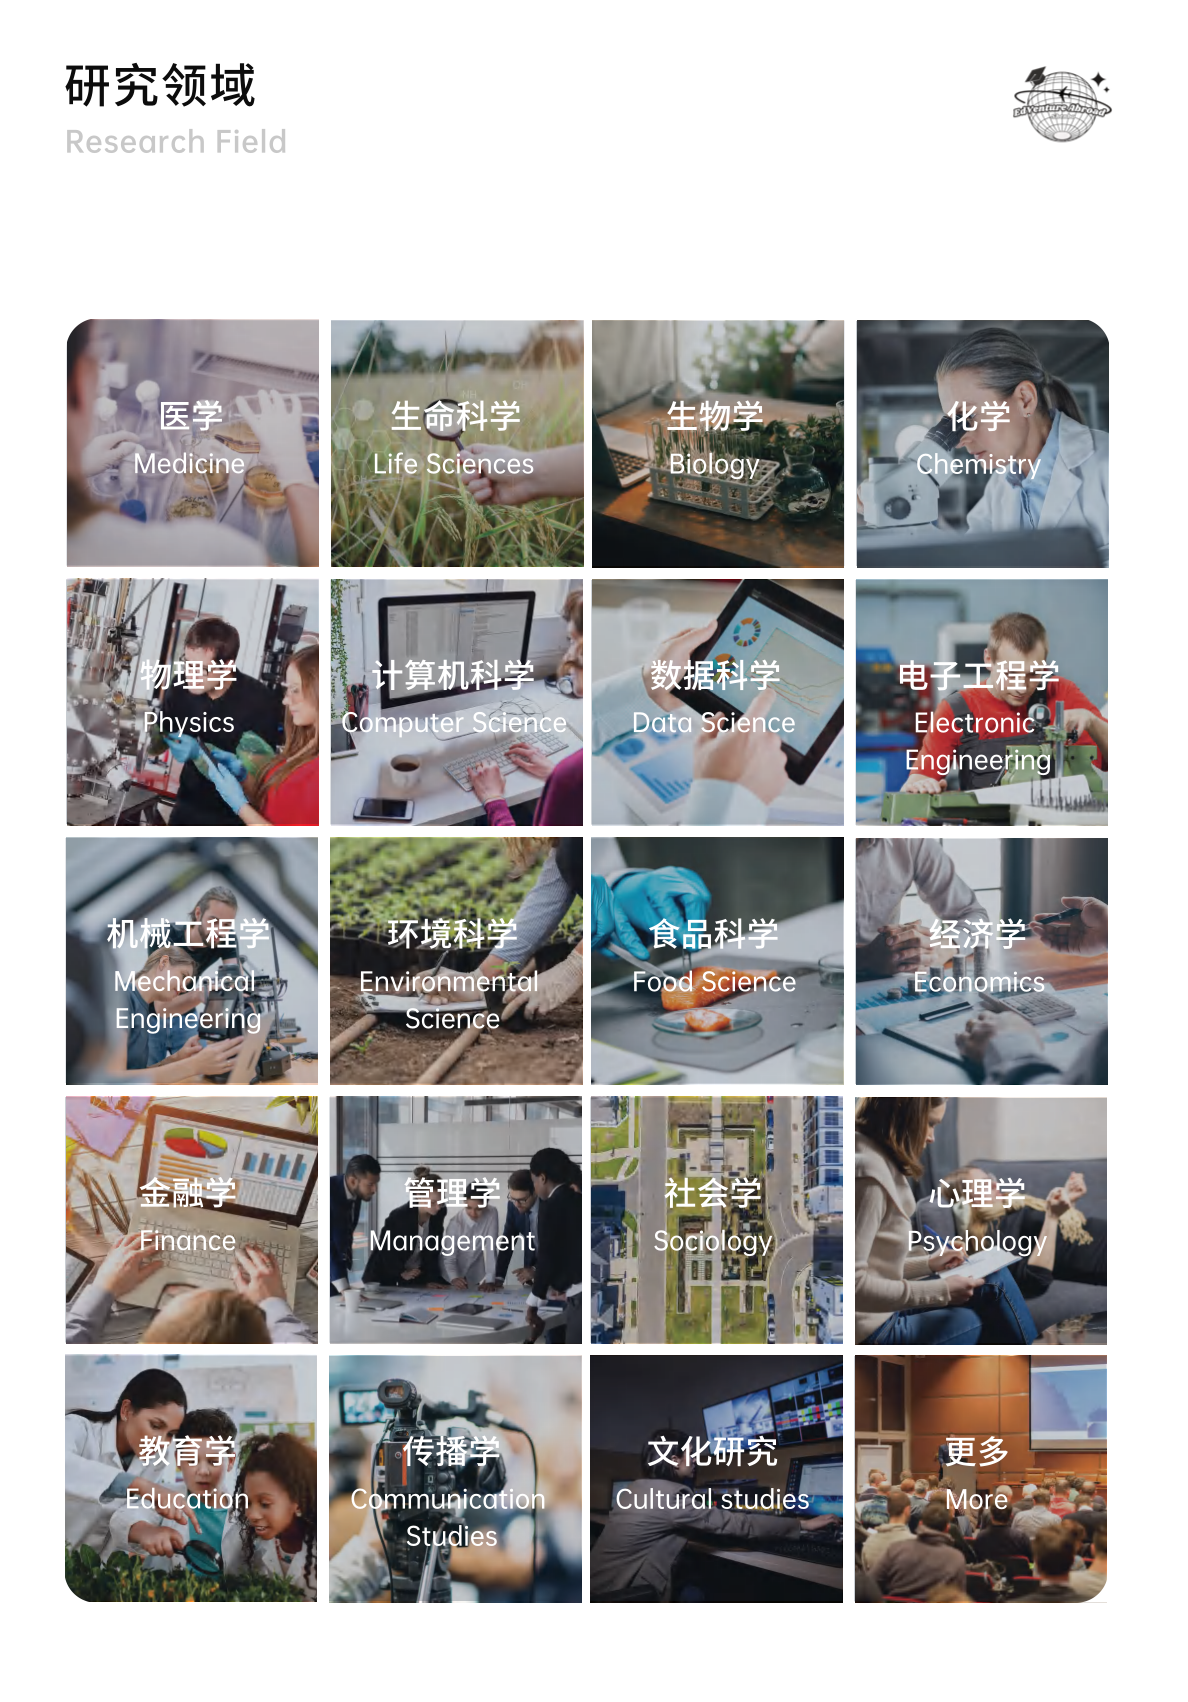 研究领域
Research Field
EdVenture Abroad
医学
Medicine
生命科学
Life Sciences
生物学
Biology
化学
Chemistry
物理学
Physics
计算机科学
Computer Science
数据科学
Data Science
电子工程学
Electronic
Engineering
机械工程学
Mechanical
Engineering
环境科学
Environmental
Science
食品科学
Food Science
经济学
Economics
金融学
Finance
管理学
Management
社会学
Sociology
心理学
Psychology
教育学
Education
传播学
Communication
Studies
文化研究
Cultural studies
更多
More